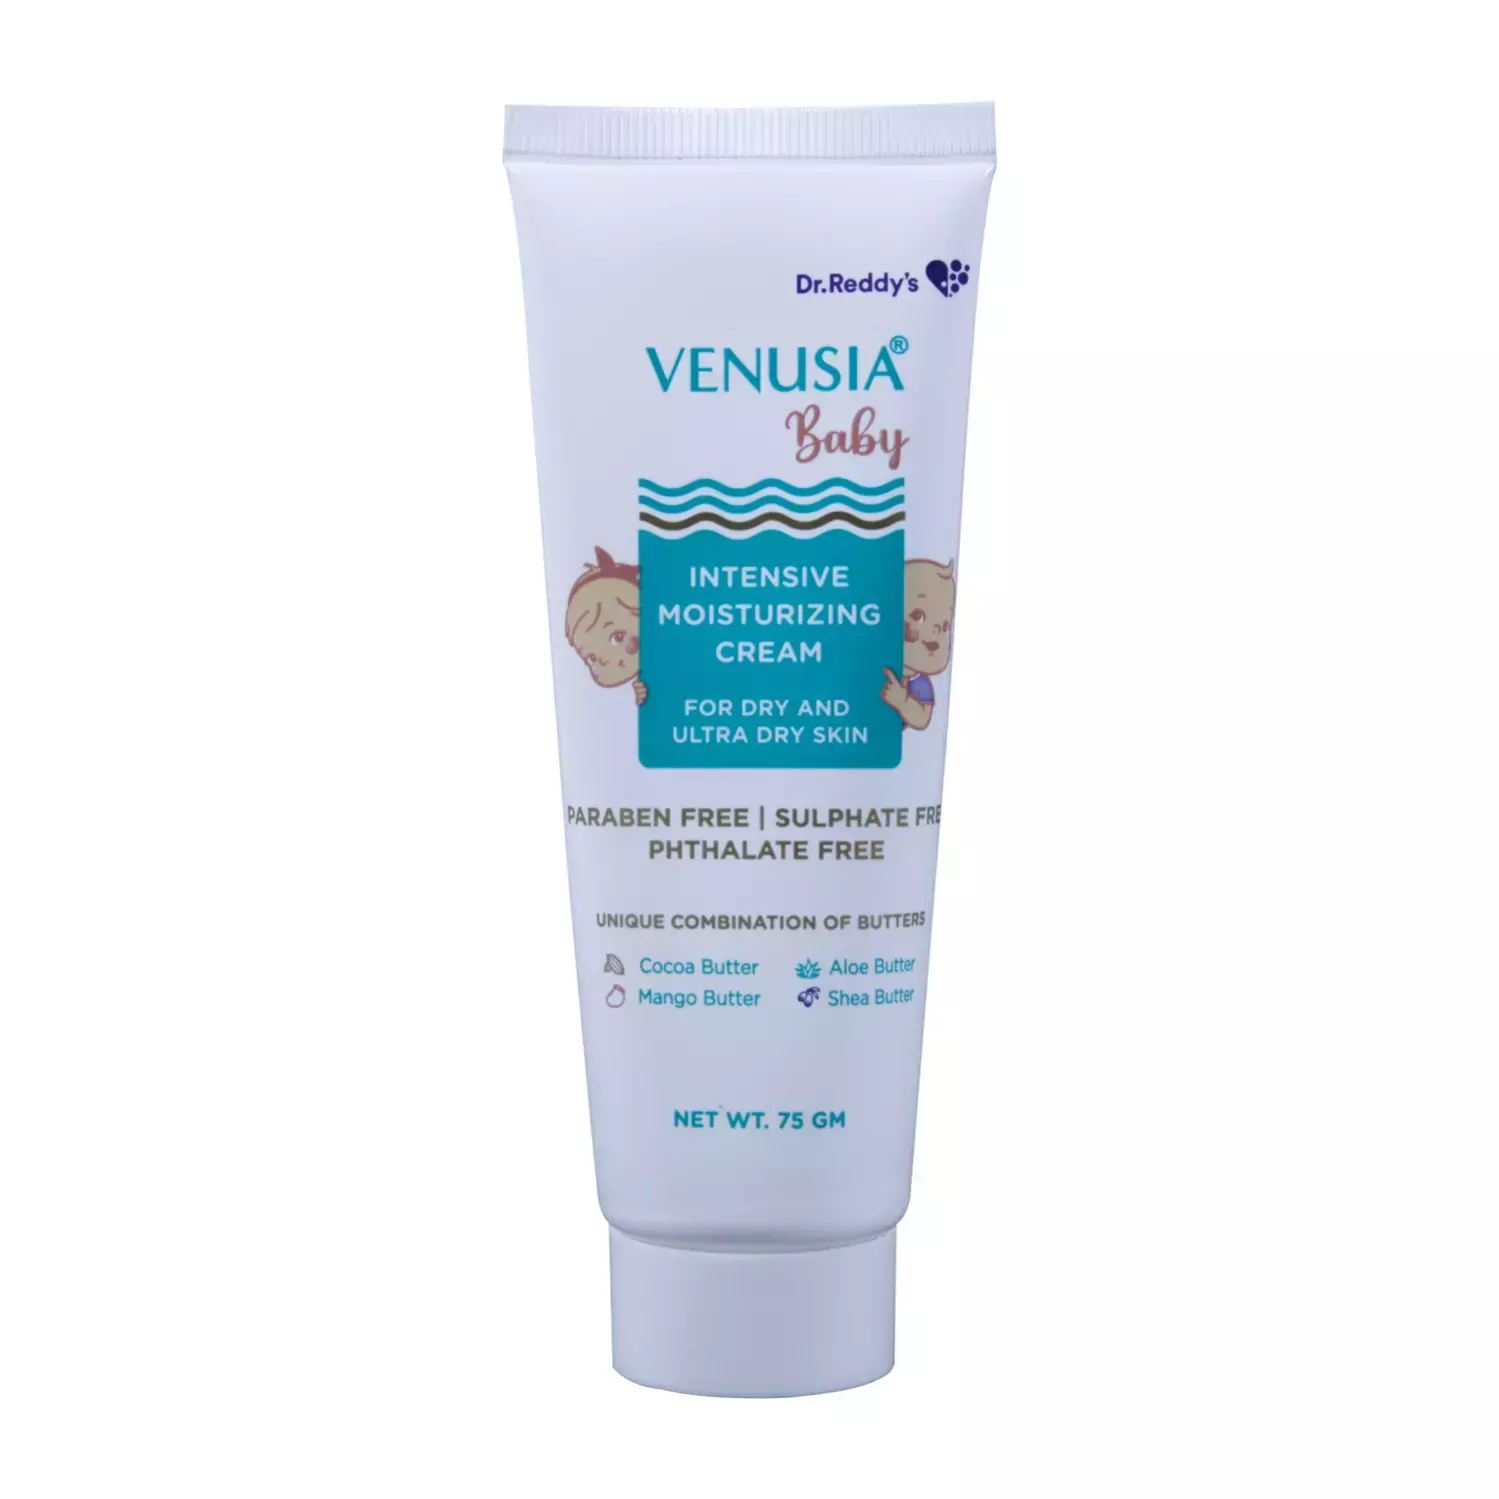 Dr.Reddy's
VENUSIA®
Baby
INTENSIVE
MOISTURIZING
CREAM
FOR DRY AND
ULTRA DRY SKIN
PARABEN FREE | SULPHATE FRE
PHTHALATE FREE
UNIQUE COMBINATION OF BUTTERS
Cocoa Butter Aloe Butter
Mango Butter Shea Butter
NET WT. 75 GM